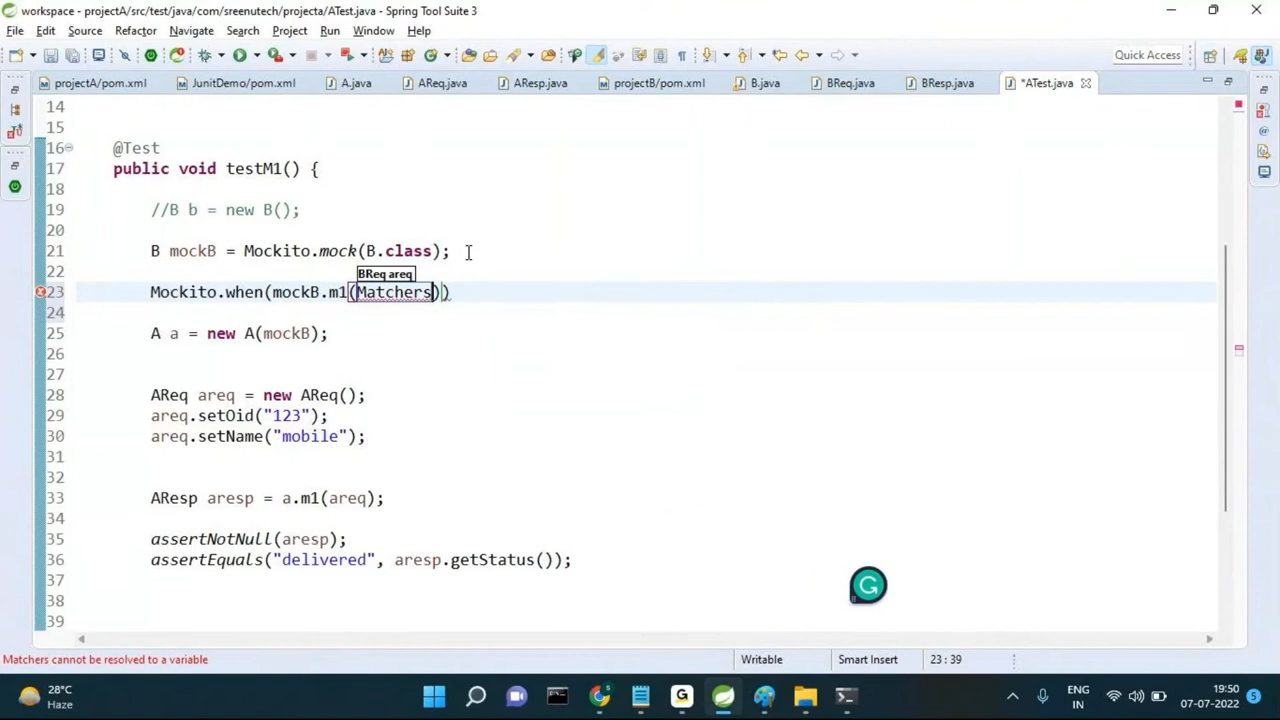 workspace - projectA/src/test/java/com/sreenutech/projecta/ATest.java - Spring Tool Suite 3
File Edit Source Refactor Navigate Search Project Run Window Help
Quick Access
projectA/pom.xml JunitDemo/pom.xml A.java AReq.java AResp.java projectB/pom.xml B.java BReq.java BResp.java *ATest.java
14
15
16 @Test
17 public void testM1() {
18
19 //B b = new B();
20
21 B mockB = Mockito.mock(B.class);
22
BReq areq
23 Mockito.when(mockB.m1(Matchers))
24
25 A a = new A(mockB);
26
27
28 AReq areq = new AReq();
29 areq.setOid("123");
30 areq.setName("mobile");
31
32
33 AResp aresp = a.m1(areq);
34
35 assertNotNull(aresp);
36 assertEquals("delivered", aresp.getStatus());
37
38
39
Matchers cannot be resolved to a variable Writable Smart Insert 23 : 39
28°C
Haze
ENG
IN
19:50
07-07-2022
5